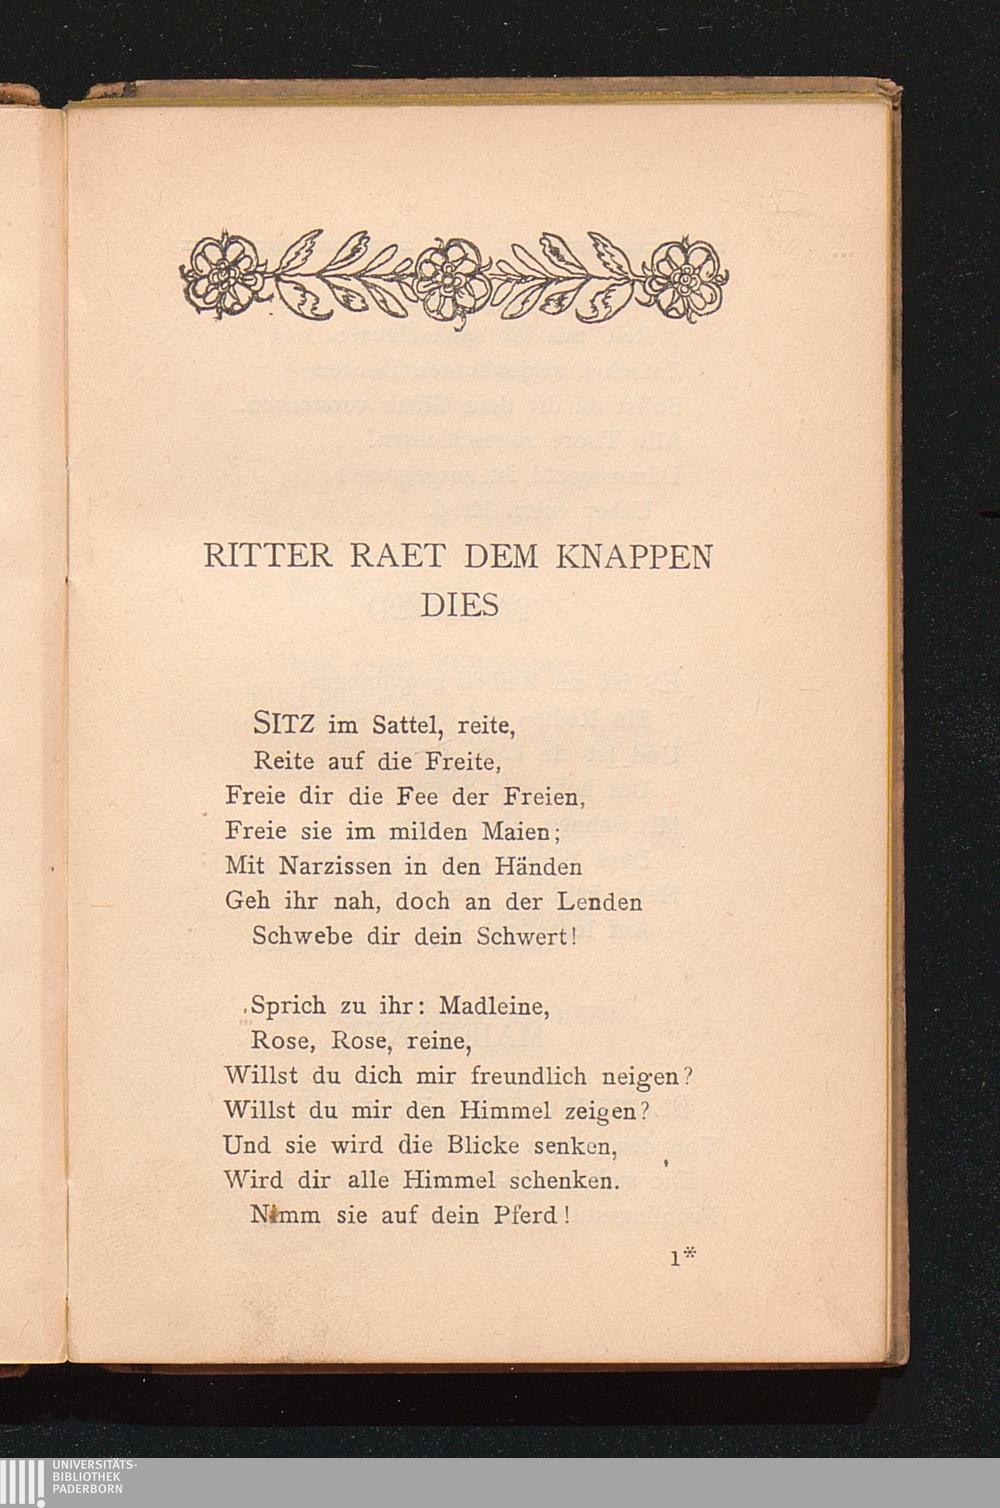 RITTER RAET DEM KNAPPEN
DIES
SITZ im Sattel, reite,
Reite auf die Freite,
Freie dir die Fee der Freien,
Freie sie im milden Maien;
Mit Narzissen in den Händen
Geh ihr nah, doch an der Lenden
Schwebe dir dein Schwert!
Sprich zu ihr: Madleine,
Rose, Rose, reine,
Willst du dich mir freundlich neigen?
Willst du mir den Himmel zeigen?
Und sie wird die Blicke senken,
Wird dir alle Himmel schenken.
Nimm sie auf dein Pferd!
1*
UNIVERSITÄTS-
BIBLIOTHEK
PADERBORN